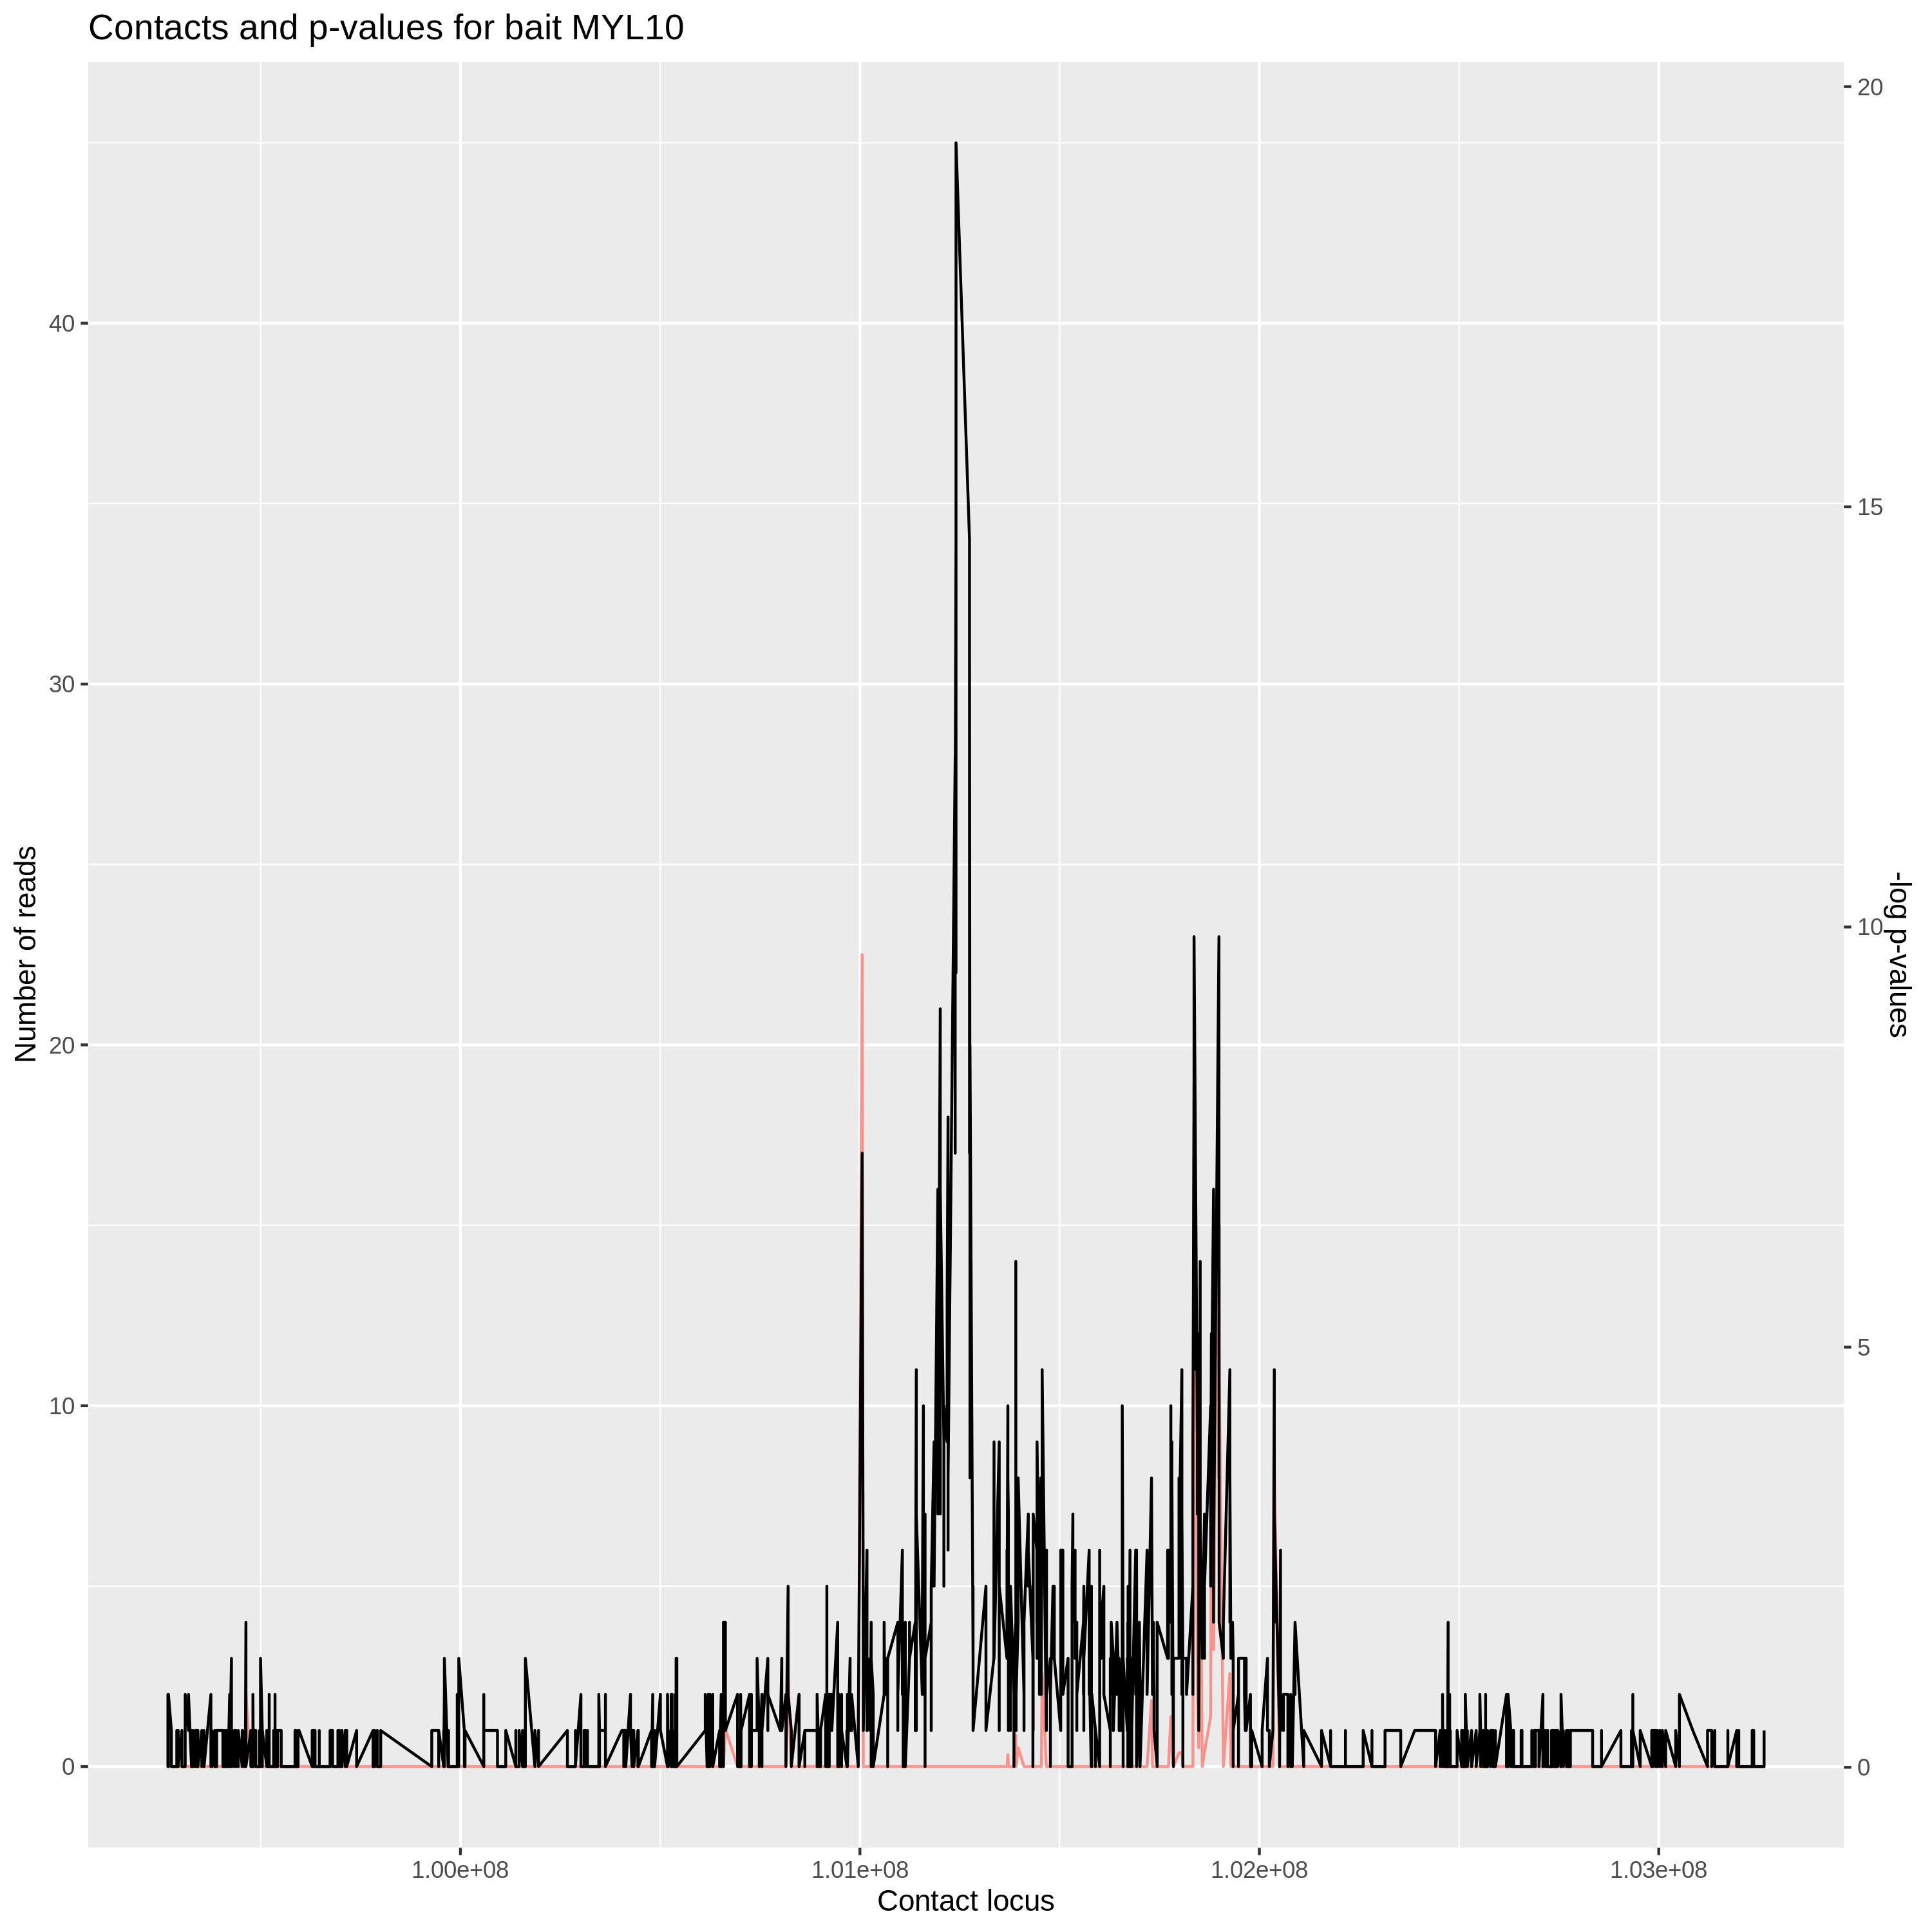 Contacts and p-values for bait MYL10
20
40
15
30
Number of reads
10
-log p-values
20
5
10
0
0
1.00e+08
1.01e+08
1.02e+08
1.03e+08
Contact locus